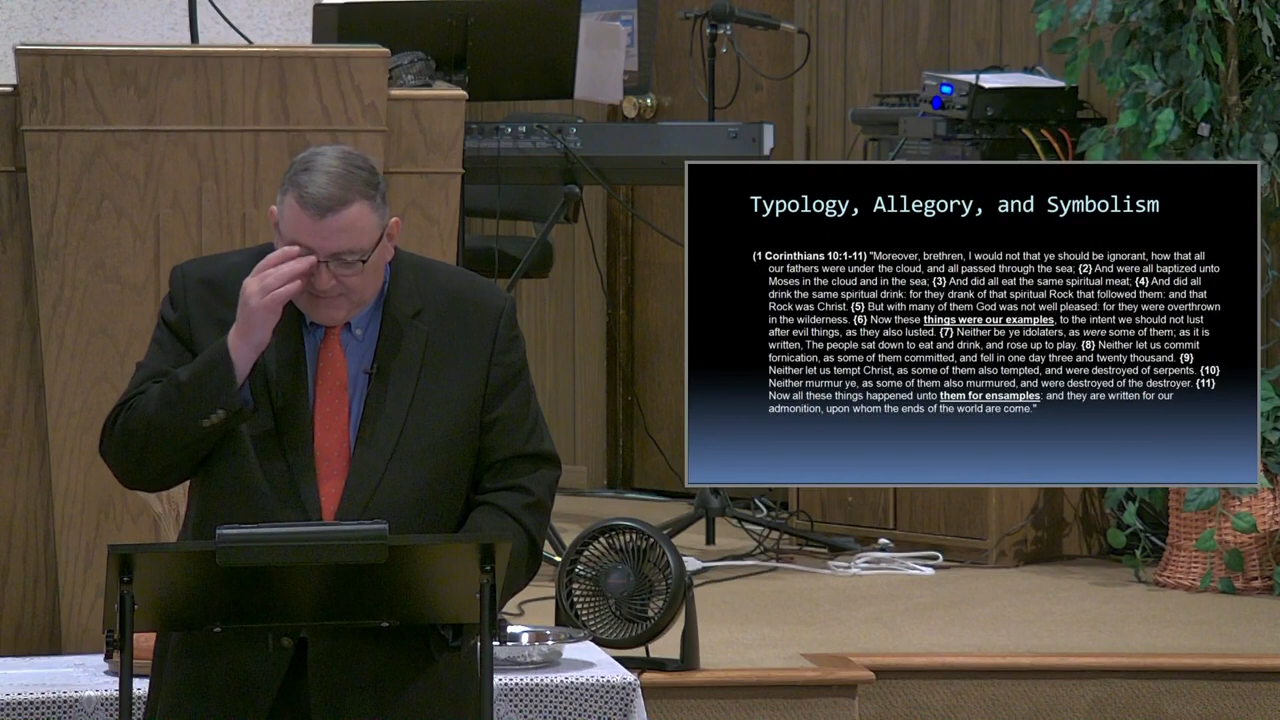 Typology, Allegory, and Symbolism
(1 Corinthians 10:1-11) "Moreover, brethren, I would not that ye should be ignorant, how that all
our fathers were under the cloud, and all passed through the sea; {2} And were all baptized unto
Moses in the cloud and in the sea; {3} And did all eat the same spiritual meat; {4} And did all
drink the same spiritual drink: for they drank of that spiritual Rock that followed them: and that
Rock was Christ. {5} But with many of them God was not well pleased: for they were overthrown
in the wilderness. {6} Now these things were our examples, to the intent we should not lust
after evil things, as they also lusted. {7} Neither be ye idolaters, as were some of them; as it is
written, The people sat down to eat and drink, and rose up to play. {8} Neither let us commit
fornication, as some of them committed, and fell in one day three and twenty thousand. {9}
Neither let us tempt Christ, as some of them also tempted, and were destroyed of serpents. {10}
Neither murmur ye, as some of them also murmured, and were destroyed of the destroyer. {11}
Now all these things happened unto them for ensamples: and they are written for our
admonition, upon whom the ends of the world are come."